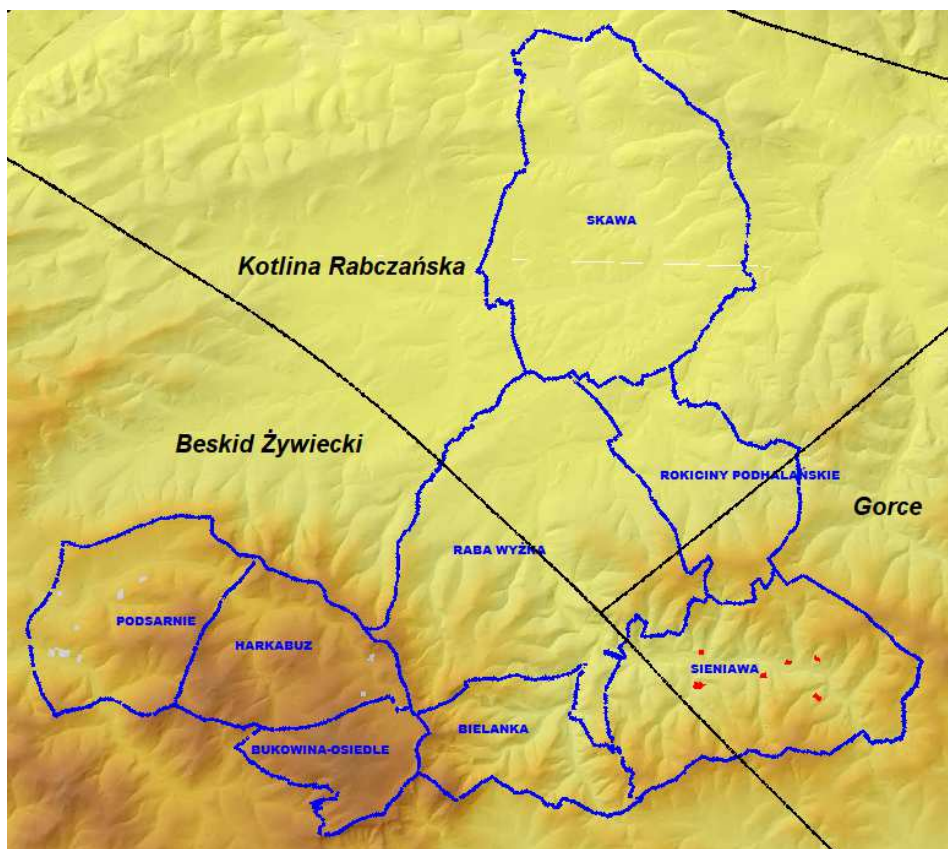 SKAWA
Kotlina Rabczańska
Beskid Żywiecki
ROKICINY PODHALAŃSKIE
Gorce
RABA WYŻNA
PODSARNIE
HARKABUZ
SIENIAWA
BIELANKA
BUKOWINA-OSIEDLE